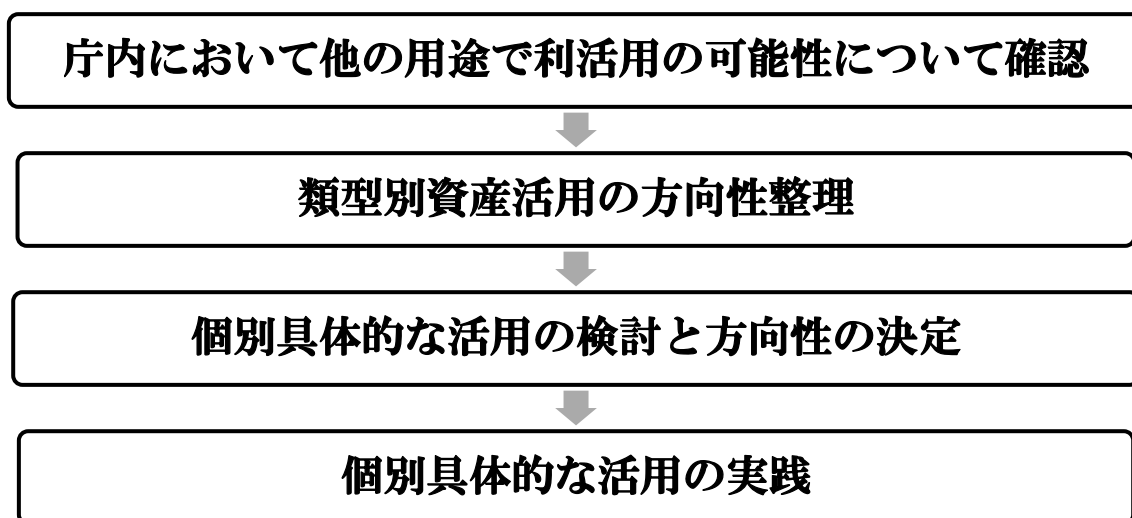 庁内において他の用途で利活用の可能性について確認
類型別資産活用の方向性整理
個別具体的な活用の検討と方向性の決定
個別具体的な活用の実践